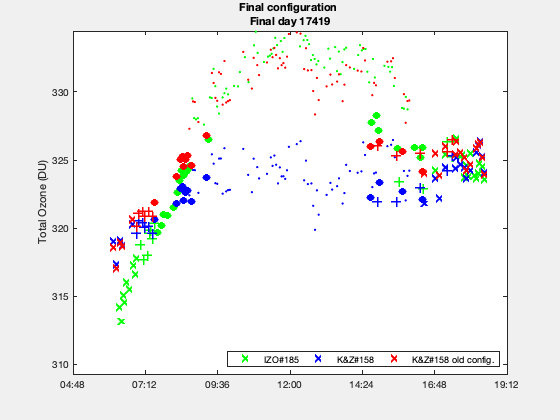 Final configuration
Final day 17419
Total Ozone (DU)
330
325
320
315
310
04:48 07:12 09:36 12:00 14:24 16:48 19:12
IZO#185 K&Z#158 K&Z#158 old config.